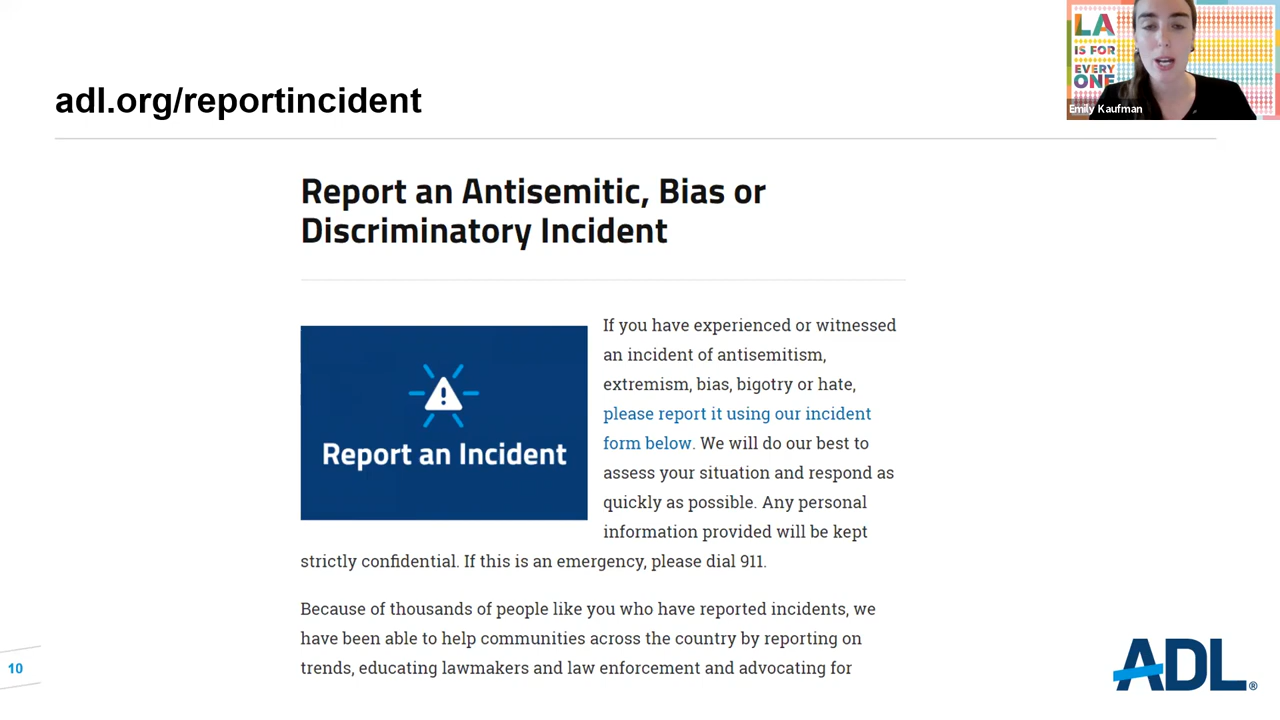 adl.org/reportincident
LA
IS FOR
EVERY
ONE
Emily Kaufman
Report an Antisemitic, Bias or
Discriminatory Incident
Report an Incident
If you have experienced or witnessed
an incident of antisemitism,
extremism, bias, bigotry or hate,
please report it using our incident
form below. We will do our best to
assess your situation and respond as
quickly as possible. Any personal
information provided will be kept
strictly confidential. If this is an emergency, please dial 911.
Because of thousands of people like you who have reported incidents, we
have been able to help communities across the country by reporting on
trends, educating lawmakers and law enforcement and advocating for
10
ADL®